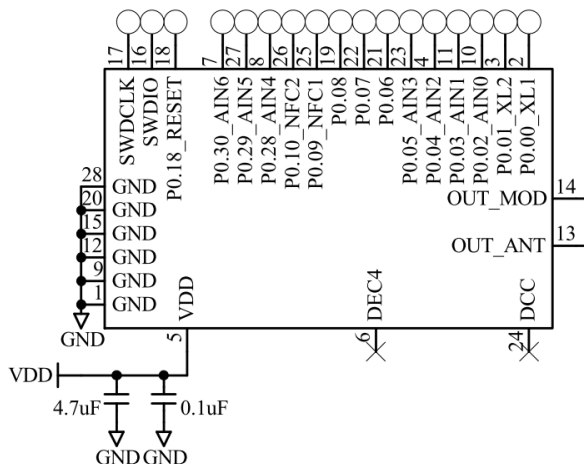 17 16 18 7 27 8 26 25 19 22 21 23 4 11 10 3 2
SWDCLK
SWDIO
P0.18_RESET
P0.30_AIN6
P0.29_AIN5
P0.28_AIN4
P0.10_NFC2
P0.09_NFC1
P0.08
P0.07
P0.06
P0.05_AIN3
P0.04_AIN2
P0.03_AIN1
P0.02_AIN0
P0.01_XL2
P0.00_XL1
28 GND
20 GND
15 GND
12 GND
9 GND
1 GND
OUT_MOD 14
OUT_ANT 13
VDD
DEC4
DCC
GND
5
6
24
VDD
4.7uF
0.1uF
GND GND